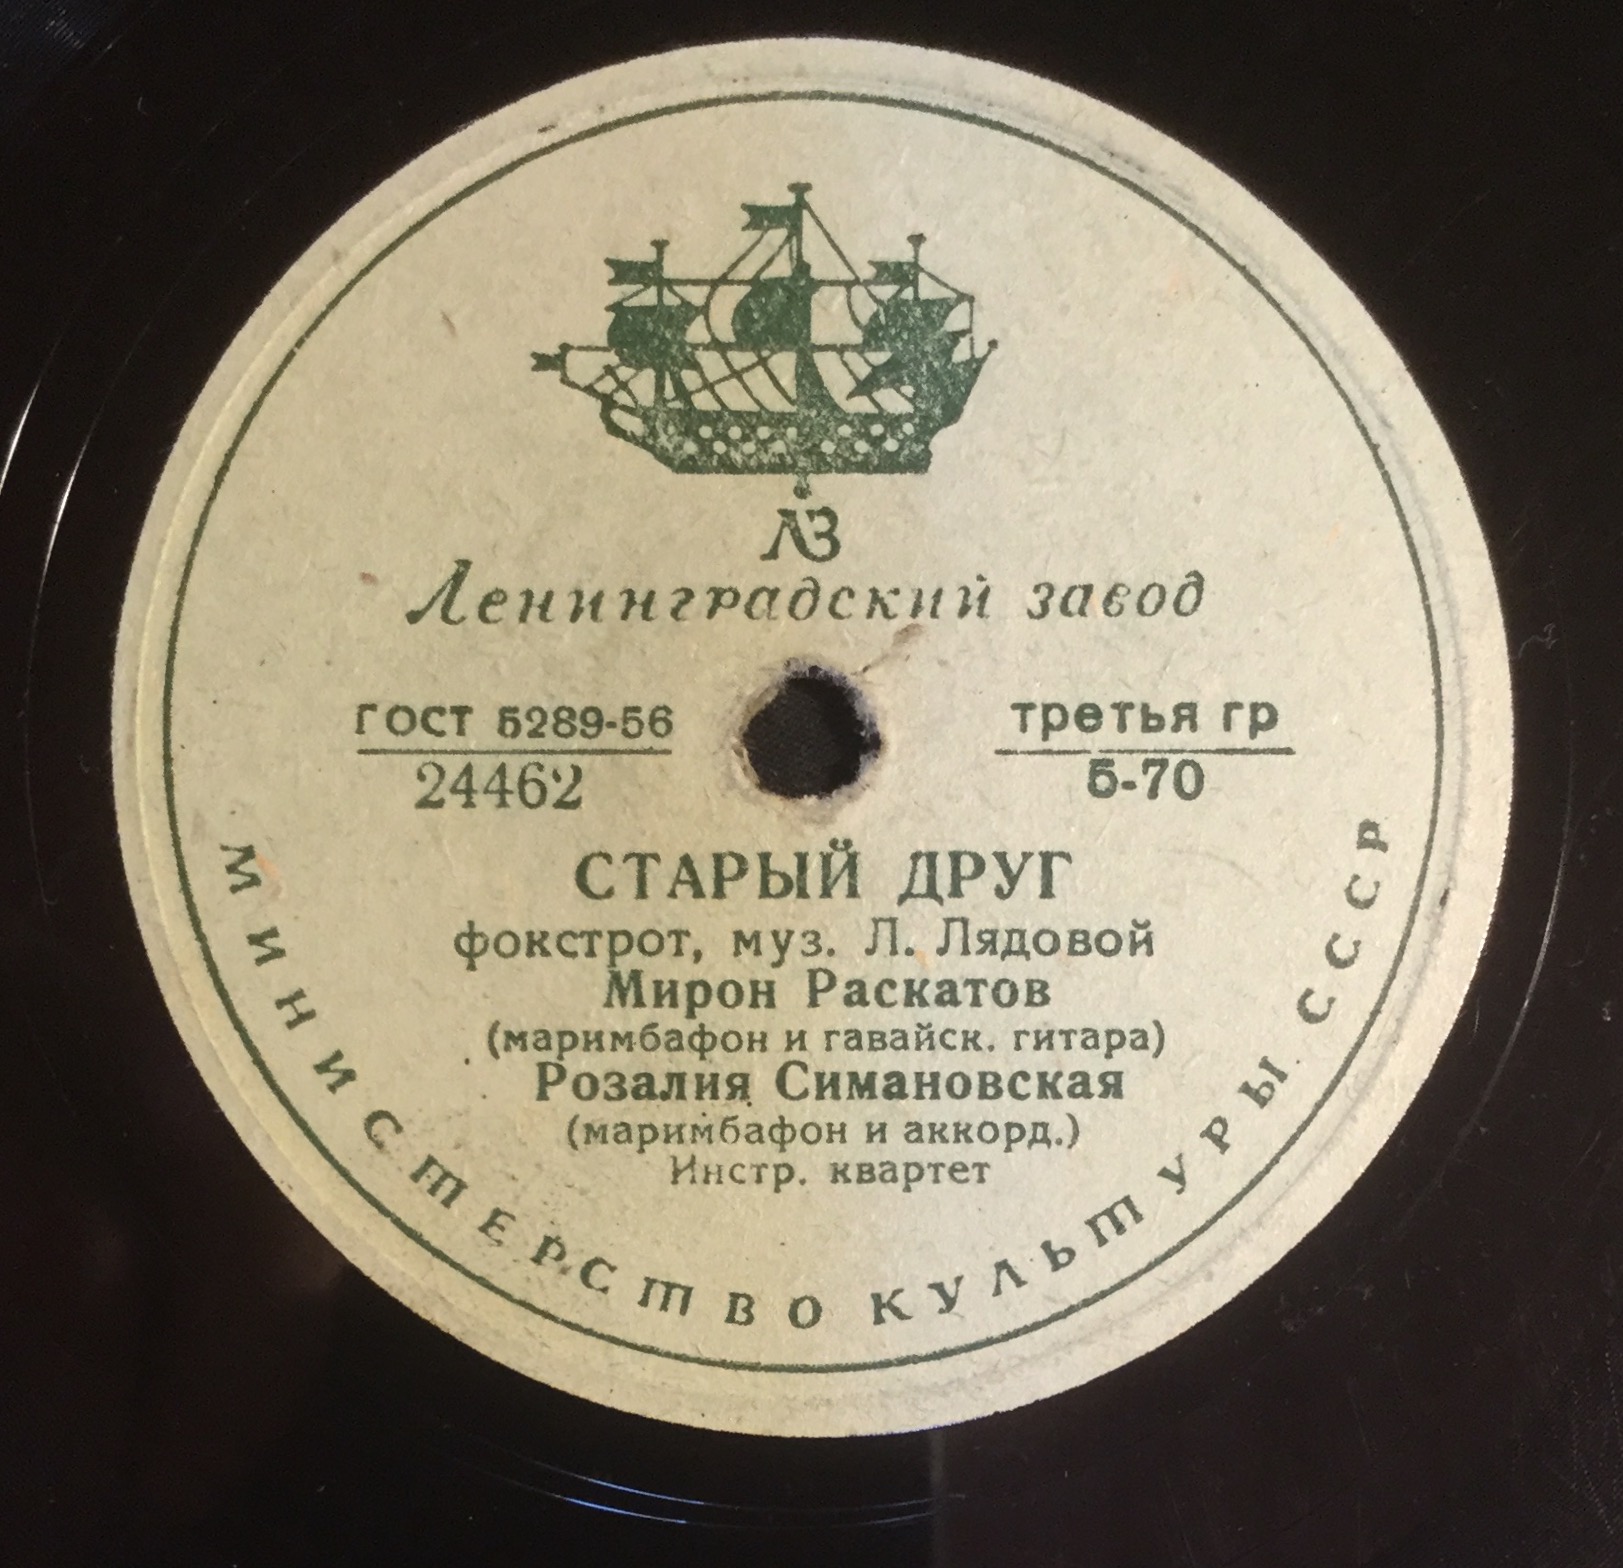 ЛЗ
Ленинградский завод
ГОСТ 5289-56
24462
третья гр
5-70
СТАРЫЙ ДРУГ
фокстрот, муз. Л. Лядовой
Мирон Раскатов
(маримбафон и гавайск. гитара)
Розалия Симановская
(маримбафон и аккорд.)
Инстр. квартет
МИНИСТЕРСТВО КУЛЬТУРЫ СССР